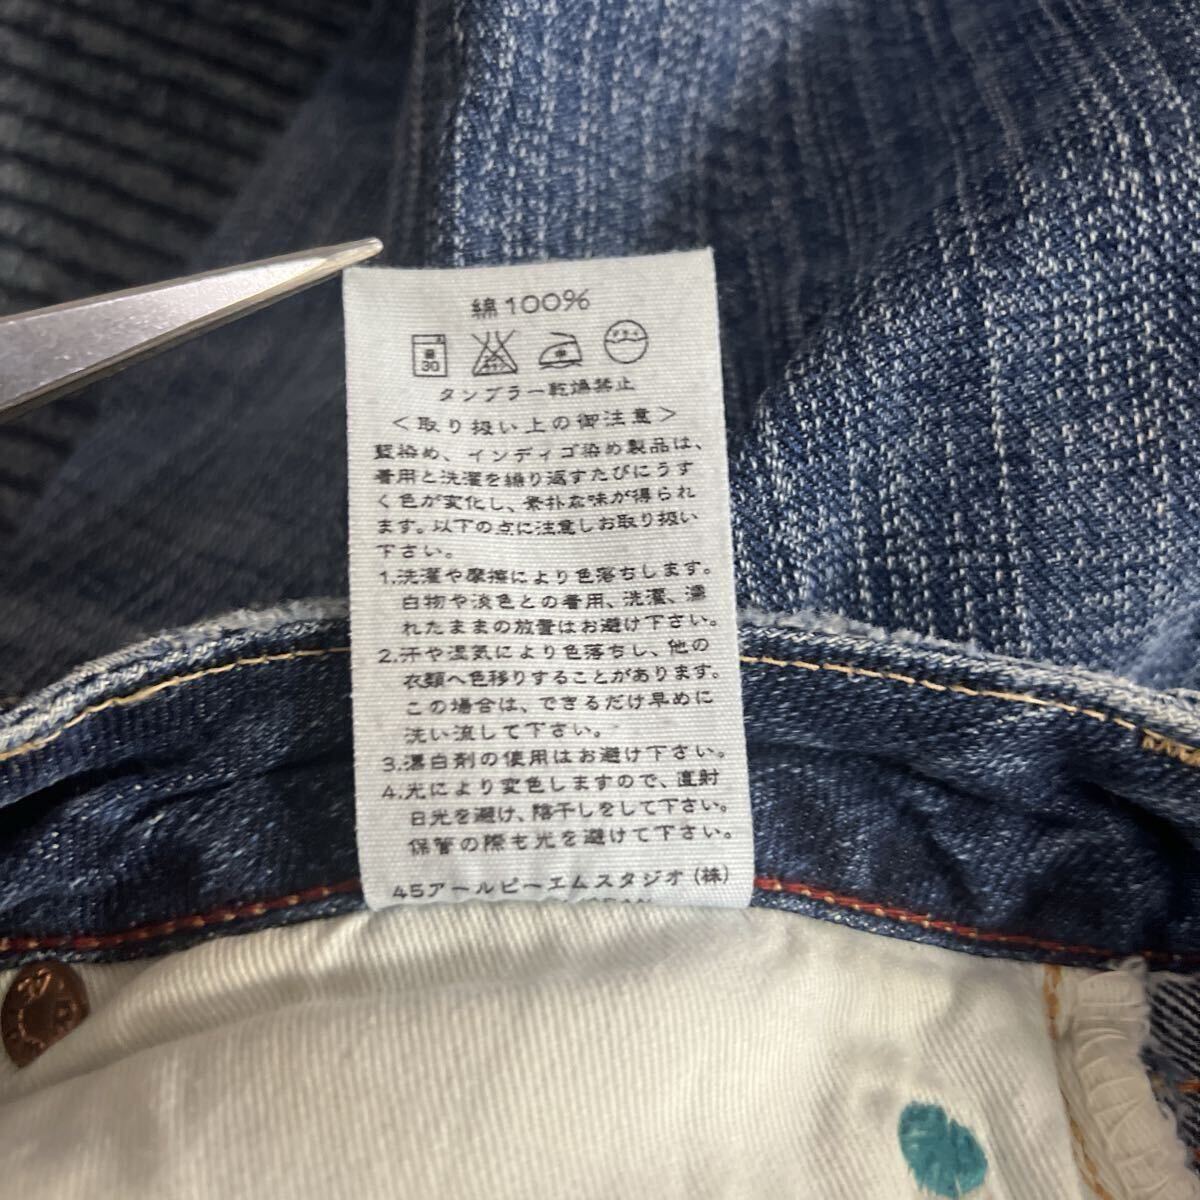 綿100%
30
中
ドライ
タンブラー乾燥禁止
<取り扱い上の御注意>
藍染め、インディゴ染め製品は、
着用と洗濯を繰り返すたびにうす
く色が変化し、素朴な味が得られ
ます。以下の点に注意しお取り扱い
下さい。
1.洗濯や摩擦により色落ちします。
白物や淡色との着用、洗濯、濡
れたままの放置はお避け下さい。
2.汗や湿気により色落ちし、他の
衣類へ色移りすることがあります。
この場合は、できるだけ早めに
洗い流して下さい。
3.漂白剤の使用はお避け下さい。
4.光により変色しますので、直射
日光を避け、陰干しをして下さい。
保管の際も光を避けて下さい。
45アールピーエムスタジオ(株)